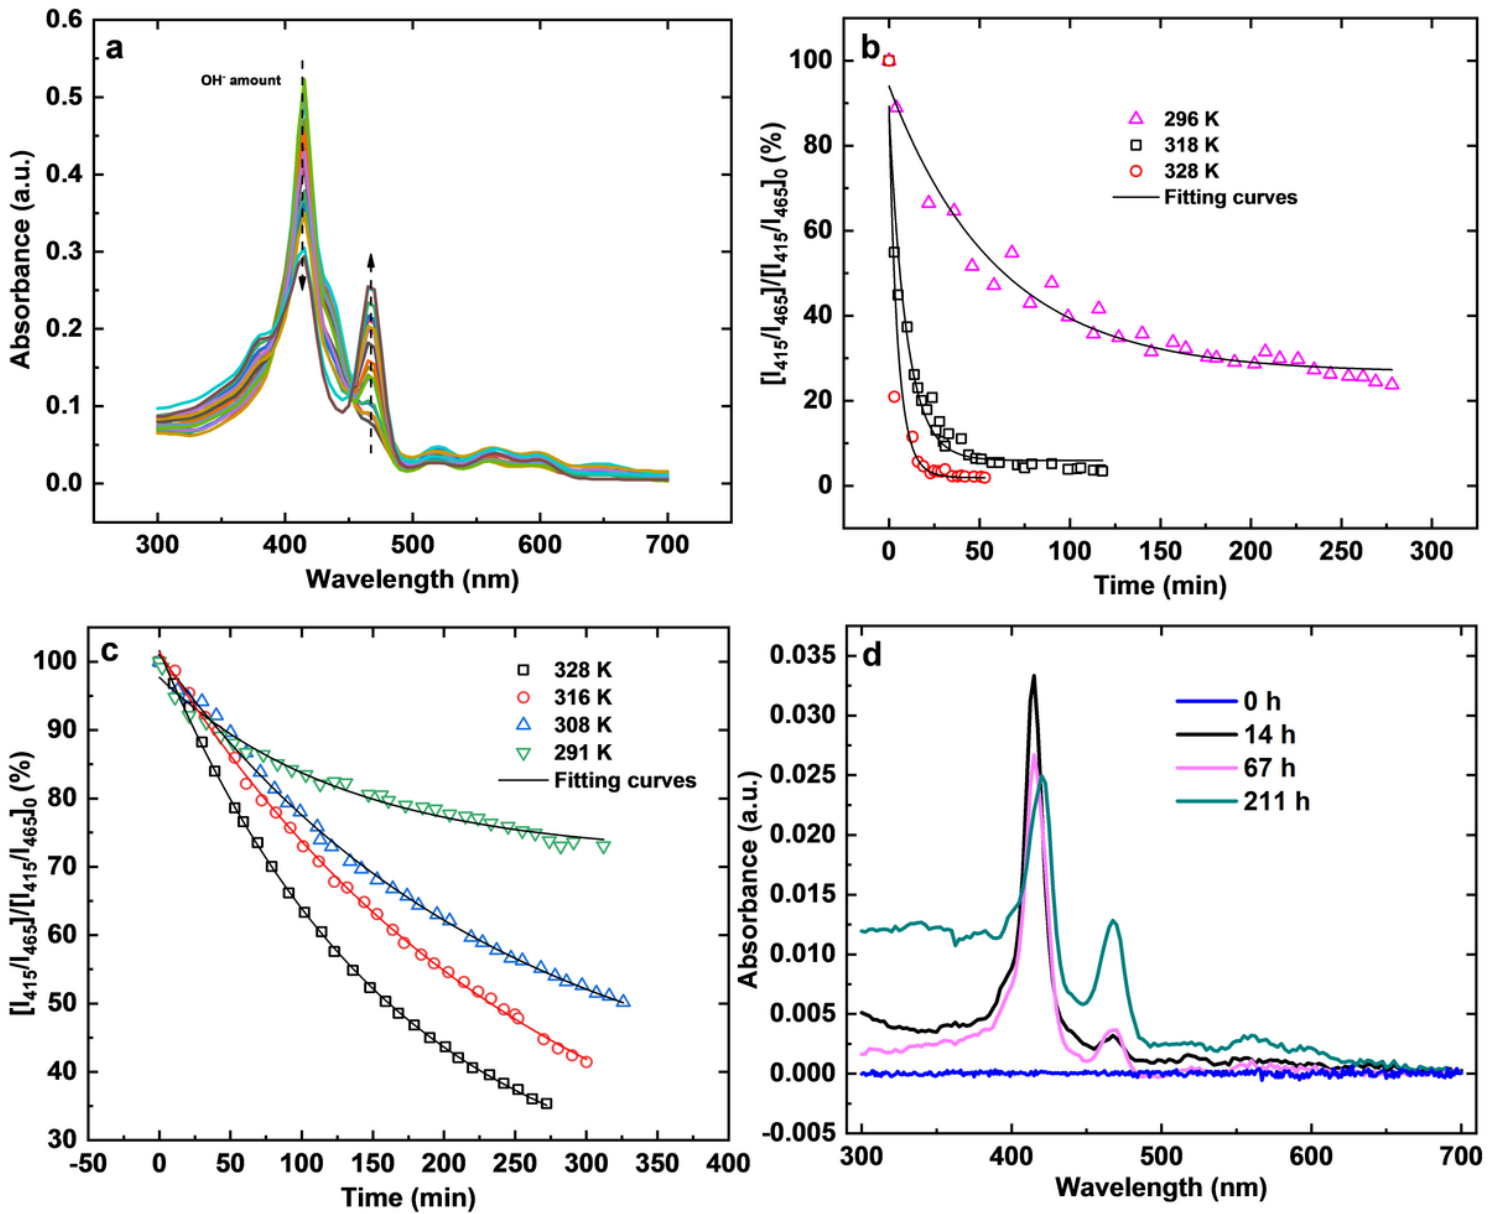 a
OH⁻ amount
0.6
0.5
0.4
0.3
0.2
0.1
0.0
Absorbance (a.u.)
300 400 500 600 700
Wavelength (nm)
b
296 K
318 K
328 K
Fitting curves
100
80
60
40
20
0
[I₄₁₅/I₄₆₅]/[I₄₁₅/I₄₆₅]₀ (%)
0 50 100 150 200 250 300
Time (min)
c
328 K
316 K
308 K
291 K
Fitting curves
100
90
80
70
60
50
40
30
[I₄₁₅/I₄₆₅]/[I₄₁₅/I₄₆₅]₀ (%)
-50 0 50 100 150 200 250 300 350 400
Time (min)
d
0 h
14 h
67 h
211 h
0.035
0.030
0.025
0.020
0.015
0.010
0.005
0.000
-0.005
Absorbance (a.u.)
300 400 500 600 700
Wavelength (nm)